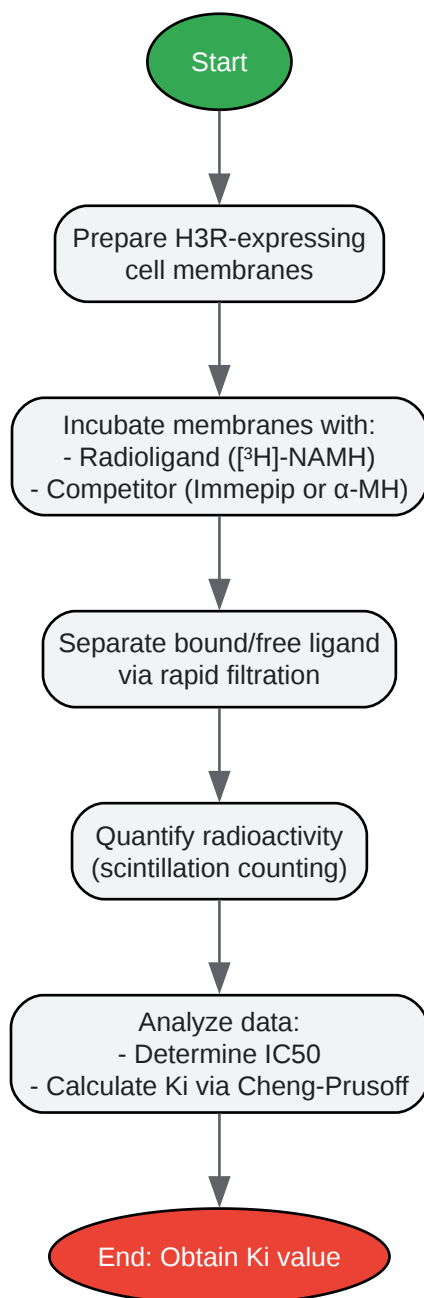 Start
Prepare H3R-expressing
cell membranes
Incubate membranes with:
- Radioligand ([³H]-NAMH)
- Competitor (Immepip or α-MH)
Separate bound/free ligand
via rapid filtration
Quantify radioactivity
(scintillation counting)
Analyze data:
- Determine IC50
- Calculate Ki via Cheng-Prusoff
End: Obtain Ki value